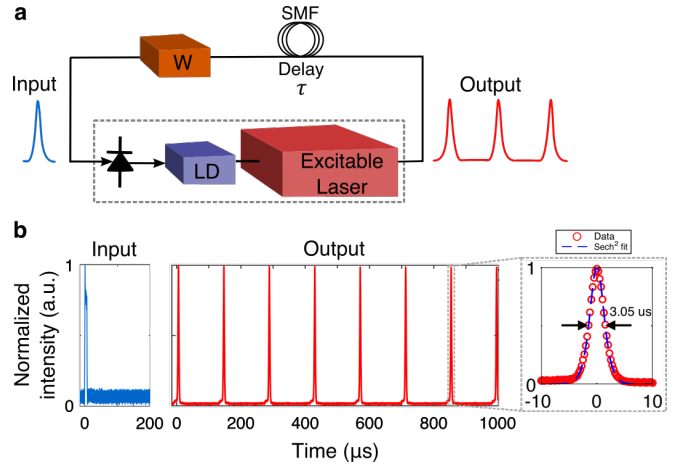 a
SMF
W
Delay
τ
Input
Output
LD
Excitable
Laser
b
Input
Output
Data
Sech² fit
Normalized
intensity (a.u.)
1
0
0
200
0
200
400
600
800
1000
Time (µs)
1
0
3.05 us
-10
0
10